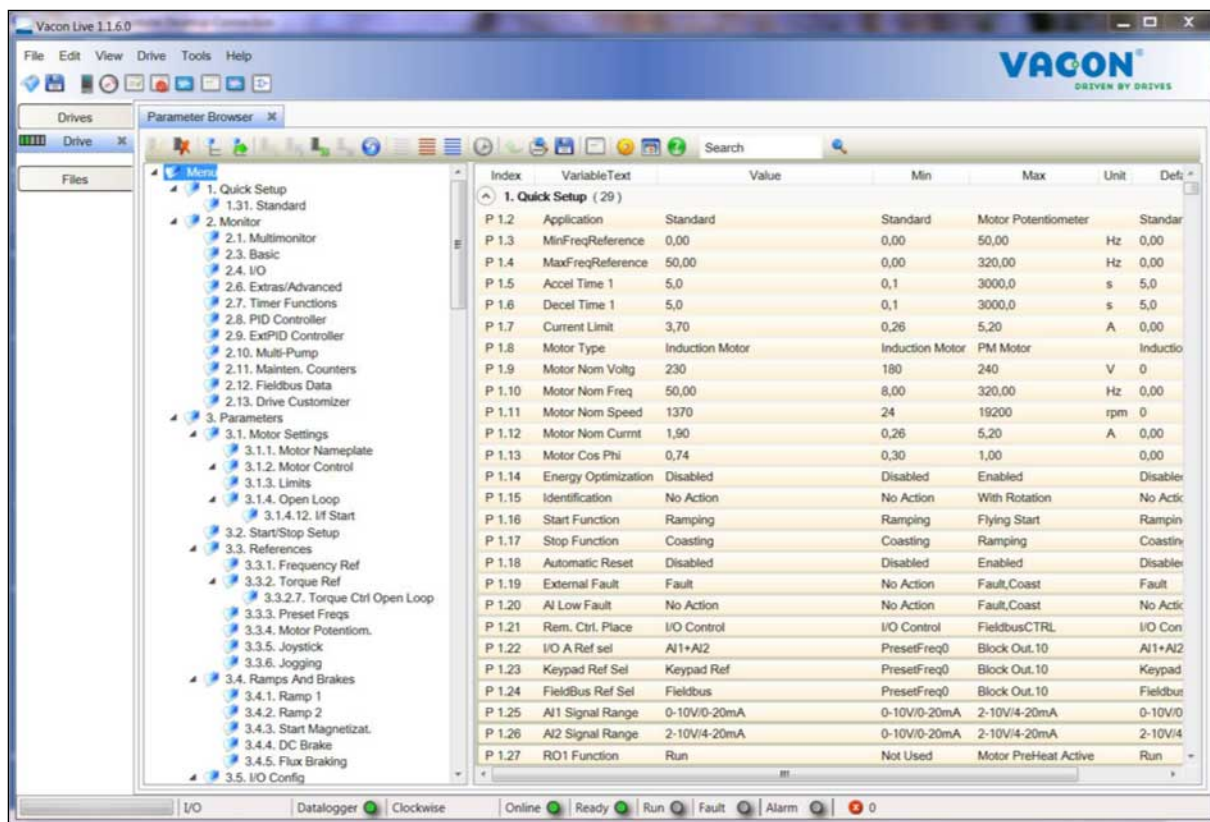 Vacon Live 1.1.6.0
File Edit View Drive Tools Help
VACON®
DRIVEN BY DRIVES
Drives
Drive
Files
Parameter Browser
Search
Menu
1. Quick Setup
1.31. Standard
2. Monitor
2.1. Multimonitor
2.3. Basic
2.4. I/O
2.6. Extras/Advanced
2.7. Timer Functions
2.8. PID Controller
2.9. ExtPID Controller
2.10. Multi-Pump
2.11. Mainten. Counters
2.12. Fieldbus Data
2.13. Drive Customizer
3. Parameters
3.1. Motor Settings
3.1.1. Motor Nameplate
3.1.2. Motor Control
3.1.3. Limits
3.1.4. Open Loop
3.1.4.12. I/f Start
3.2. Start/Stop Setup
3.3. References
3.3.1. Frequency Ref
3.3.2. Torque Ref
3.3.2.7. Torque Ctrl Open Loop
3.3.3. Preset Freqs
3.3.4. Motor Potentiom.
3.3.5. Joystick
3.3.6. Jogging
3.4. Ramps And Brakes
3.4.1. Ramp 1
3.4.2. Ramp 2
3.4.3. Start Magnetizat.
3.4.4. DC Brake
3.4.5. Flux Braking
3.5. I/O Config
Index VariableText Value Min Max Unit Defa
1. Quick Setup (29)
P 1.2 Application Standard Standard Motor Potentiometer Standar
P 1.3 MinFreqReference 0,00 0,00 50,00 Hz 0,00
P 1.4 MaxFreqReference 50,00 0,00 320,00 Hz 0,00
P 1.5 Accel Time 1 5,0 0,1 3000,0 s 5,0
P 1.6 Decel Time 1 5,0 0,1 3000,0 s 5,0
P 1.7 Current Limit 3,70 0,26 5,20 A 0,00
P 1.8 Motor Type Induction Motor Induction Motor PM Motor Inductio
P 1.9 Motor Nom Voltg 230 180 240 V 0
P 1.10 Motor Nom Freq 50,00 8,00 320,00 Hz 0,00
P 1.11 Motor Nom Speed 1370 24 19200 rpm 0
P 1.12 Motor Nom Currnt 1,90 0,26 5,20 A 0,00
P 1.13 Motor Cos Phi 0,74 0,30 1,00 0,00
P 1.14 Energy Optimization Disabled Disabled Enabled Disable
P 1.15 Identification No Action No Action With Rotation No Actio
P 1.16 Start Function Ramping Ramping Flying Start Rampin
P 1.17 Stop Function Coasting Coasting Ramping Coastin
P 1.18 Automatic Reset Disabled Disabled Enabled Disable
P 1.19 External Fault Fault No Action Fault,Coast Fault
P 1.20 AI Low Fault No Action No Action Fault,Coast No Actio
P 1.21 Rem. Ctrl. Place I/O Control I/O Control FieldbusCTRL I/O Con
P 1.22 I/O A Ref sel AI1+AI2 PresetFreq0 Block Out.10 AI1+AI2
P 1.23 Keypad Ref Sel Keypad Ref PresetFreq0 Block Out.10 Keypad
P 1.24 FieldBus Ref Sel Fieldbus PresetFreq0 Block Out.10 Fieldbus
P 1.25 AI1 Signal Range 0-10V/0-20mA 0-10V/0-20mA 2-10V/4-20mA 0-10V/0
P 1.26 AI2 Signal Range 2-10V/4-20mA 0-10V/0-20mA 2-10V/4-20mA 2-10V/4
P 1.27 RO1 Function Run Not Used Motor PreHeat Active Run
I/O Datalogger Clockwise Online Ready Run Fault Alarm 0